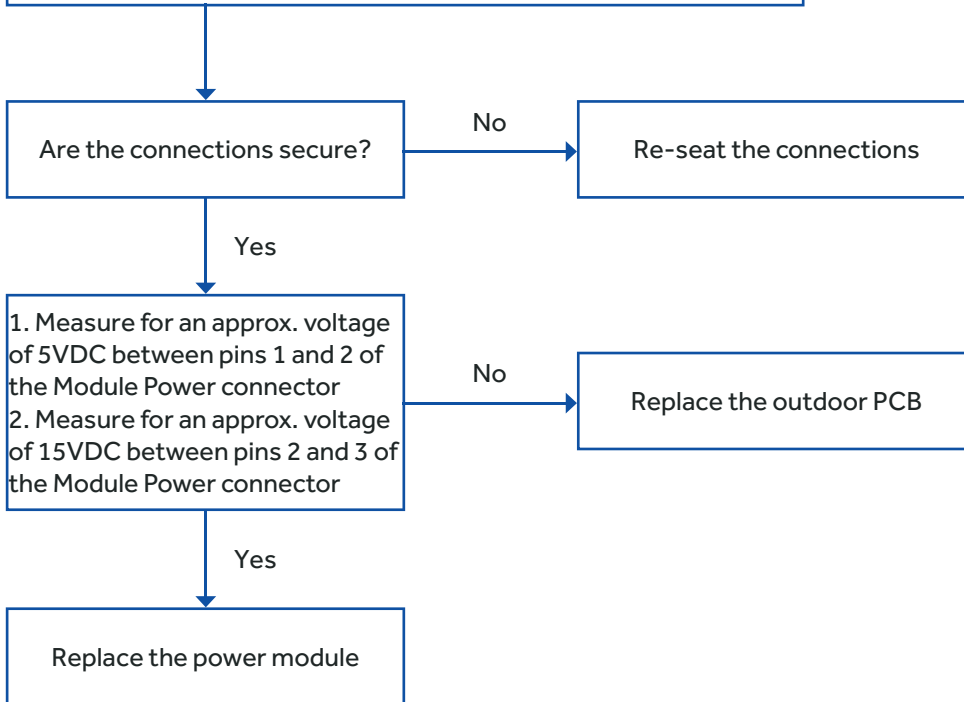 Are the connections secure?
No
Re-seat the connections
Yes
1. Measure for an approx. voltage
of 5VDC between pins 1 and 2 of
the Module Power connector
2. Measure for an approx. voltage
of 15VDC between pins 2 and 3 of
the Module Power connector
No
Replace the outdoor PCB
Yes
Replace the power module